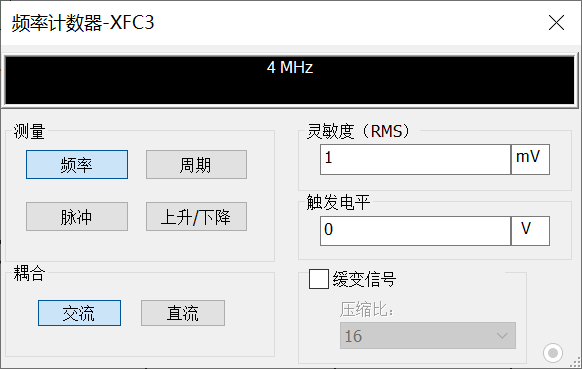 频率计数器-XFC3
4 MHz
测量
频率
周期
脉冲
上升/下降
耦合
交流
直流
灵敏度（RMS）
1
mV
触发电平
0
V
缓变信号
压缩比：
16